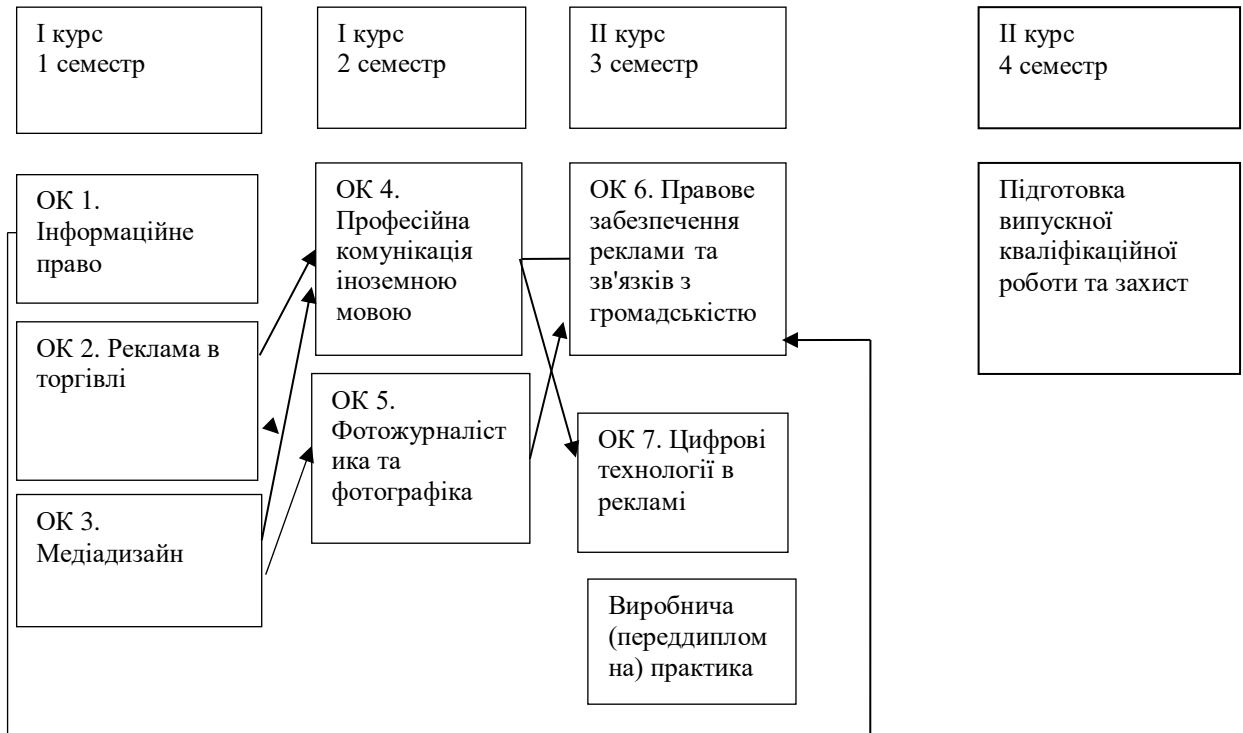 І курс
1 семестр
І курс
2 семестр
ІІ курс
3 семестр
ІІ курс
4 семестр
ОК 1.
Інформаційне
право
ОК 2. Реклама в
торгівлі
ОК 3.
Медіадизайн
ОК 4.
Професійна
комунікація
іноземною
мовою
ОК 5.
Фотожурналіст
ика та
фотографіка
ОК 6. Правове
забезпечення
реклами та
зв'язків з
громадськістю
ОК 7. Цифрові
технології в
рекламі
Виробнича
(переддиплом
на) практика
Підготовка
випускної
кваліфікаційної
роботи та захист